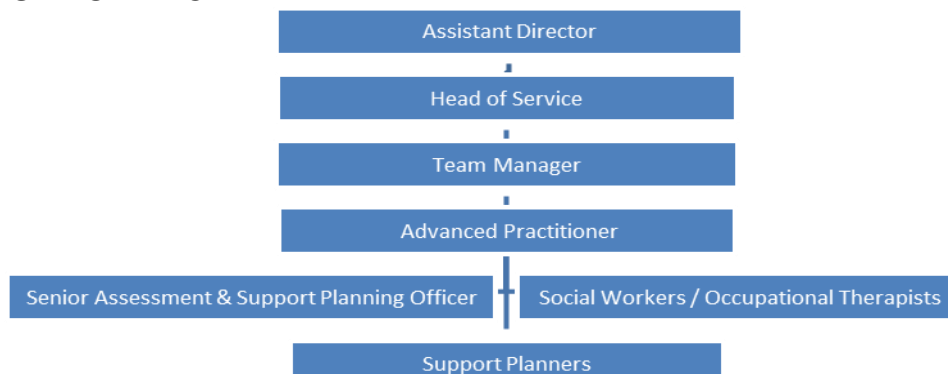 Assistant Director
Head of Service
Team Manager
Advanced Practitioner
Senior Assessment & Support Planning Officer
Social Workers / Occupational Therapists
Support Planners